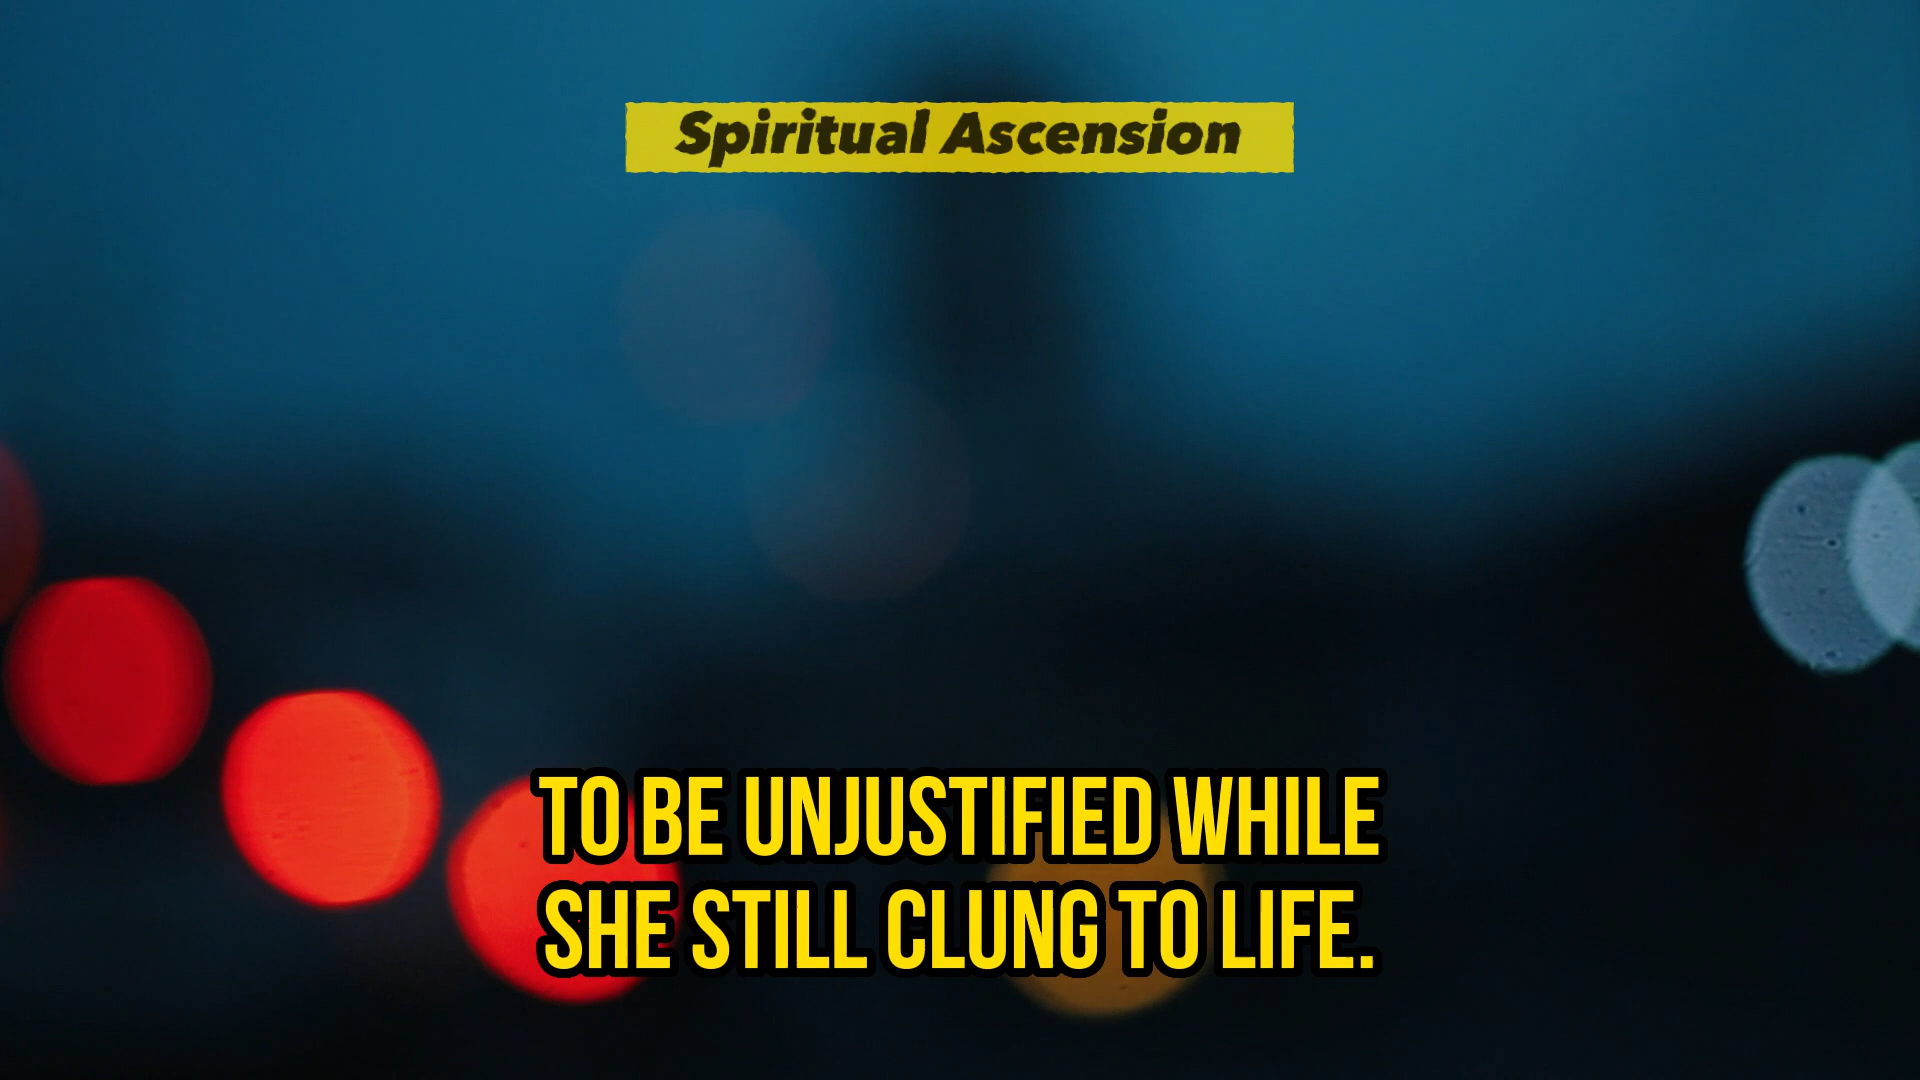 Spiritual Ascension
TO BE UNJUSTIFIED WHILE
SHE STILL CLUNG TO LIFE.